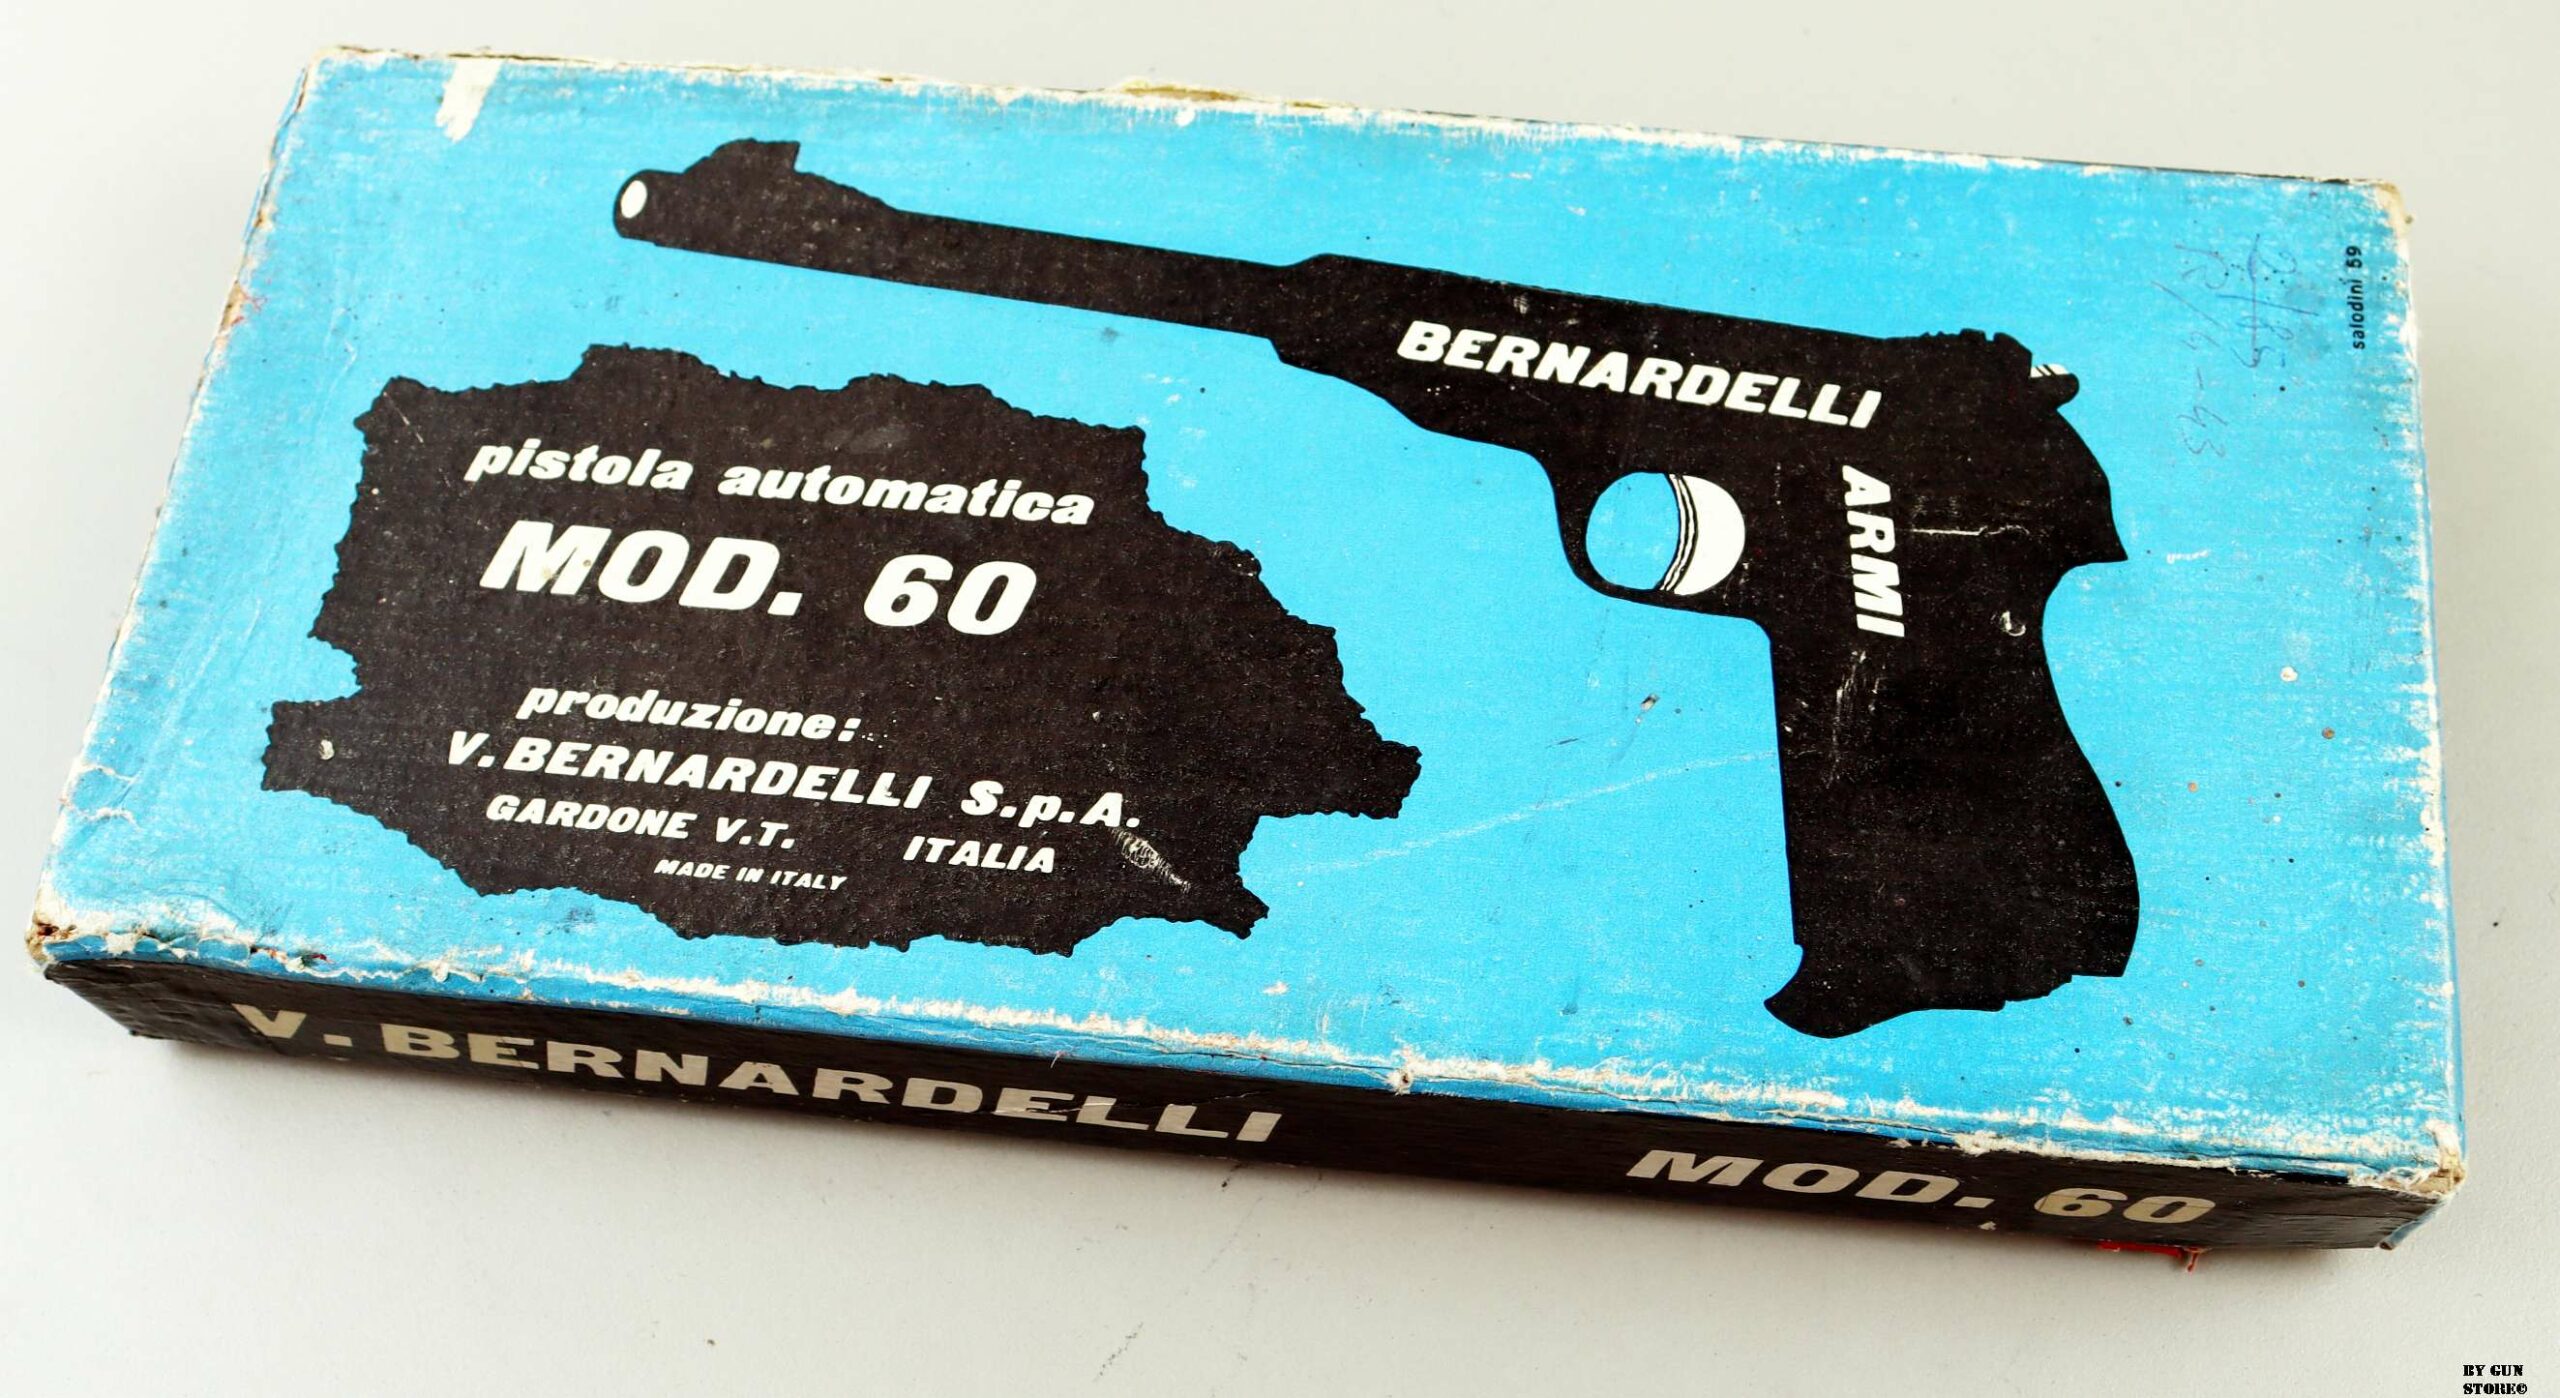 BERNARDELLI
ARMI
salodini 59
pistola automatica
MOD. 60
produzione:
V. BERNARDELLI S.p.A.
GARDONE V.T. ITALIA
MADE IN ITALY
V. BERNARDELLI MOD. 60
BY GUN
STORE©